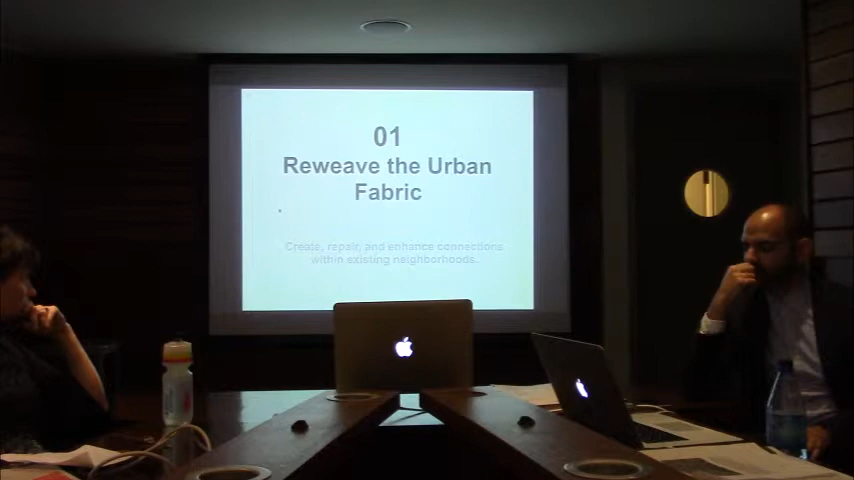 01
Reweave the Urban
Fabric
Create, repair, and enhance connections
within existing neighborhoods.